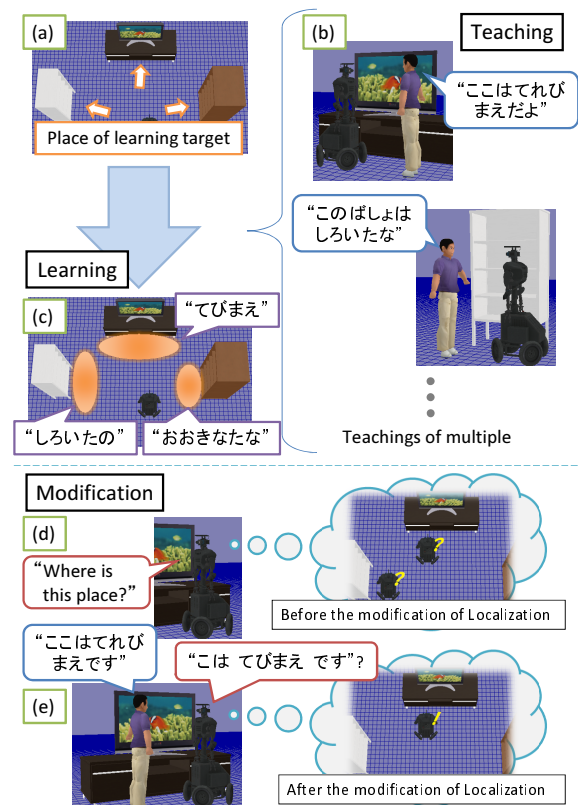 (a)
Place of learning target
(b)
Teaching
“ここはてれび
まえだよ”
“このばしょは
しろいたな”
Learning
(c)
“てびまえ”
“しろいたの”
“おおきなたな”
Teachings of multiple
Modification
(d)
“Where is
this place?”
Before the modification of Localization
“ここはてれび
まえです”
“こは てびまえ です”?
(e)
After the modification of Localization